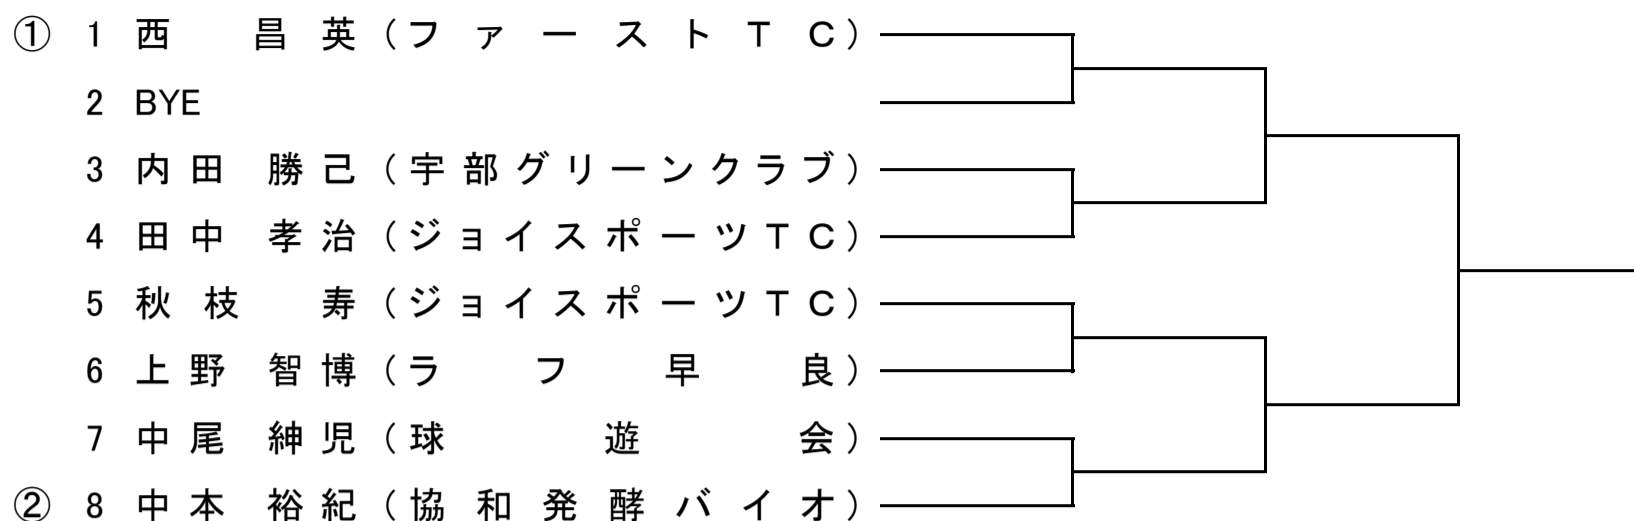 ① 1 西 昌英(ファーストTC)
2 BYE
3 内田 勝己(宇部グリーンクラブ)
4 田中 孝治(ジョイスポーツTC)
5 秋枝 寿(ジョイスポーツTC)
6 上野 智博(ラフ早良)
7 中尾 紳児(球遊会)
② 8 中本 裕紀(協和発酵バイオ)